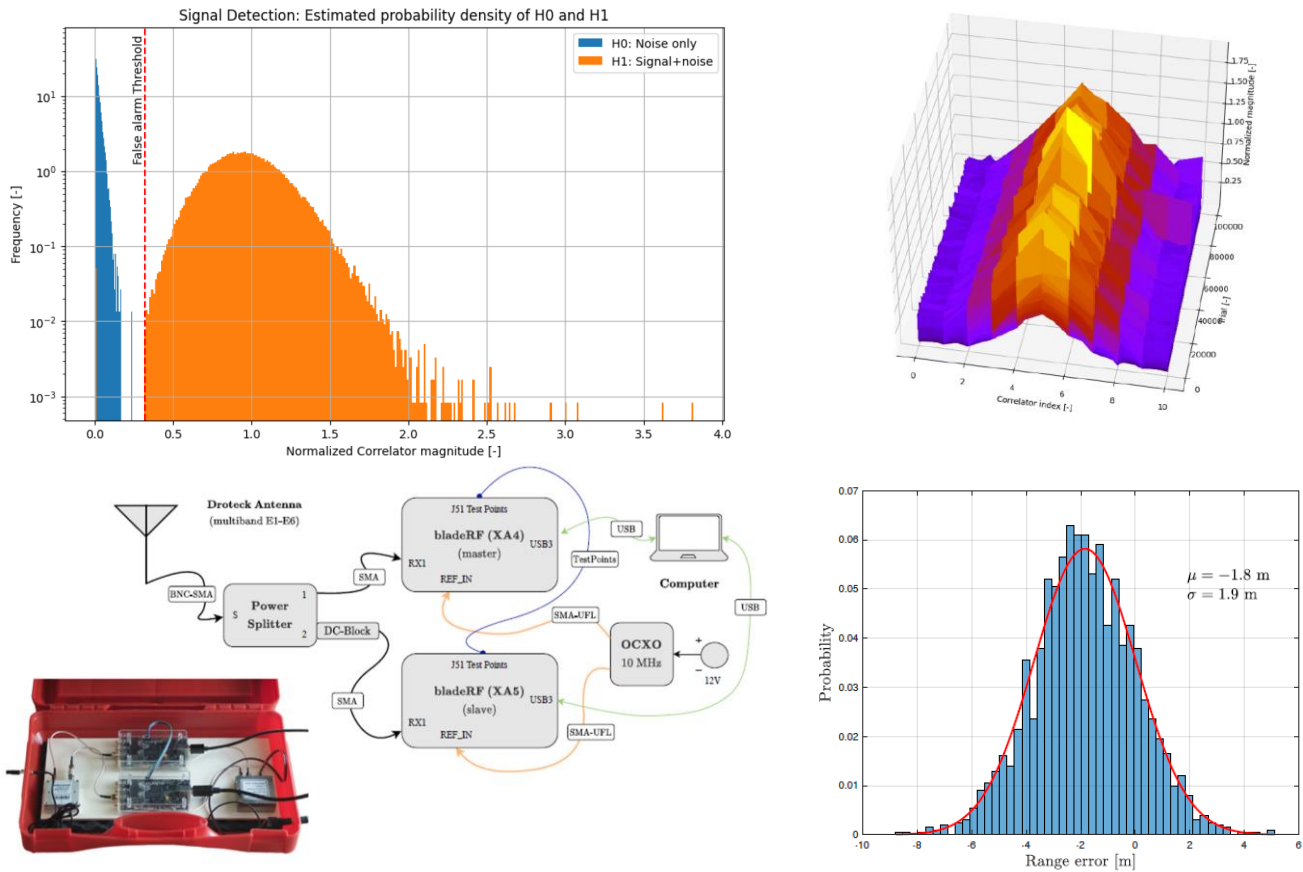 Signal Detection: Estimated probability density of H0 and H1
Frequency [-]
10¹
10⁰
10⁻¹
10⁻²
10⁻³
False alarm Threshold
H0: Noise only
H1: Signal+noise
0.0 0.5 1.0 1.5 2.0 2.5 3.0 3.5 4.0
Normalized Correlator magnitude [-]
1.75
1.50
1.25
1.00
0.75
0.50
0.25
Normalized magnitude [-]
100000
80000
60000
40000
20000
0
Trial [-]
0 2 4 6 8 10
Correlator index [-]
Droteck Antenna
(multiband E1-E6)
BNC-SMA
S
Power
Splitter
1
2
DC-Block
SMA
SMA
J51 Test Points
bladeRF (XA4)
(master)
RX1
REF_IN
USB3
J51 Test Points
bladeRF (XA5)
(slave)
RX1
REF_IN
USB3
TestPoints
USB
USB
Computer
SMA-UFL
SMA-UFL
OCXO
10 MHz
+
−
12V
Probability
0.07
0.06
0.05
0.04
0.03
0.02
0.01
0
μ = −1.8 m
σ = 1.9 m
-10 -8 -6 -4 -2 0 2 4 6
Range error [m]